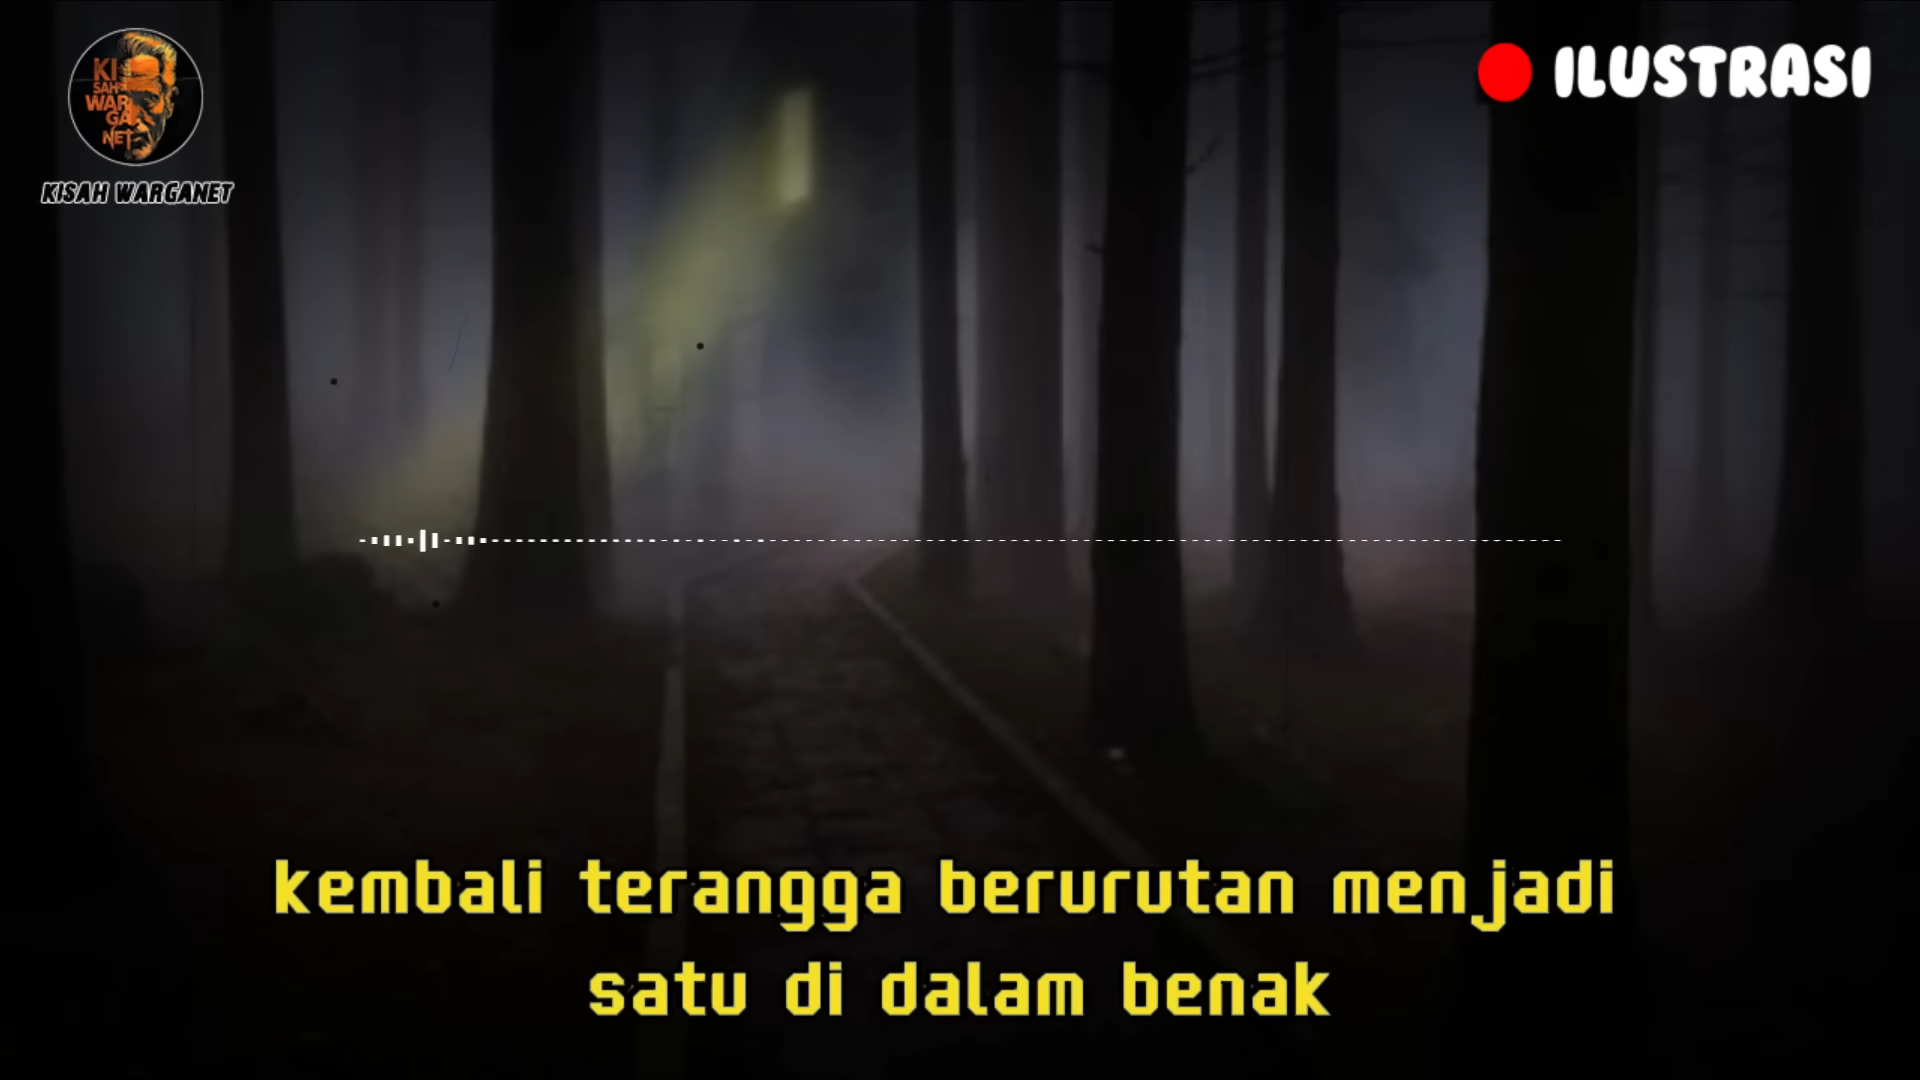 KI
SAH
WAR
GA
NET
KISAH WARGANET
ILUSTRASI
kembali terangga berurutan menjadi
satu di dalam benak